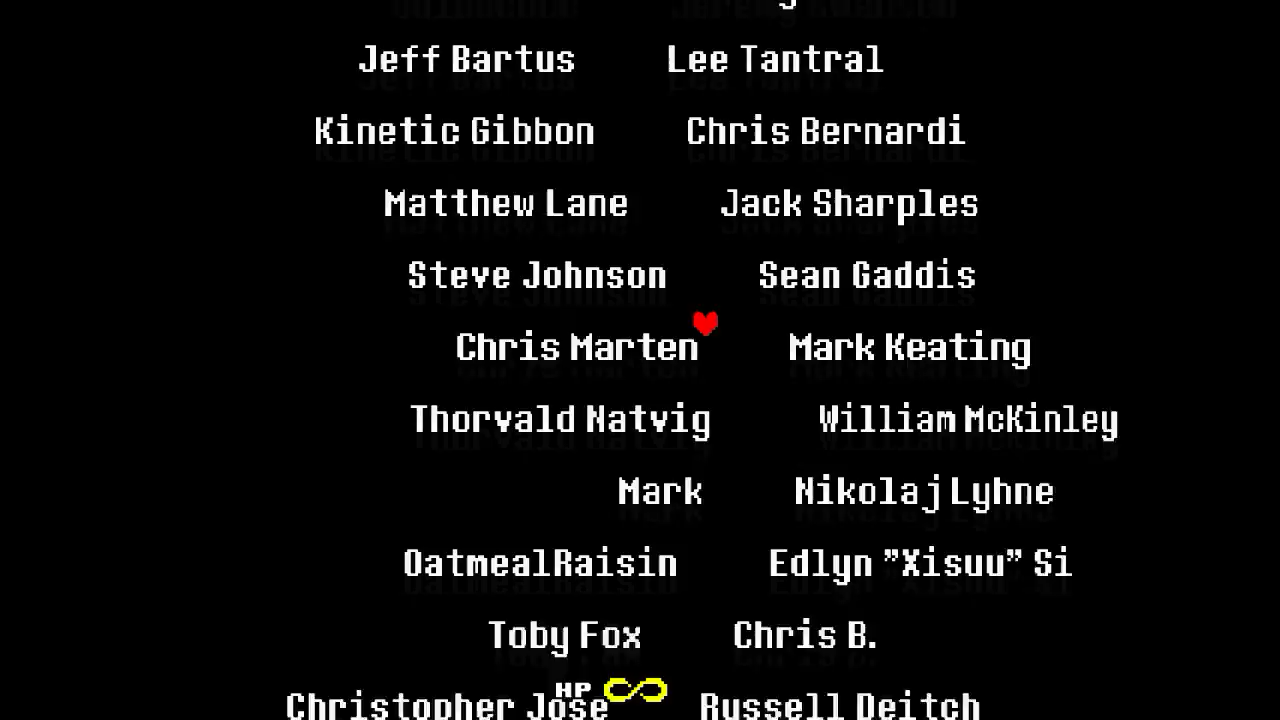 Jeff Bartus Lee Tantral
Kinetic Gibbon Chris Bernardi
Matthew Lane Jack Sharples
Steve Johnson Sean Gaddis
Chris Marten Mark Keating
Thorvald Natvig William McKinley
Mark Nikolaj Lyhne
OatmealRaisin Edlyn "Xisuu" Si
Toby Fox Chris B.
HP ∞
Christopher Jose Russell Deitch